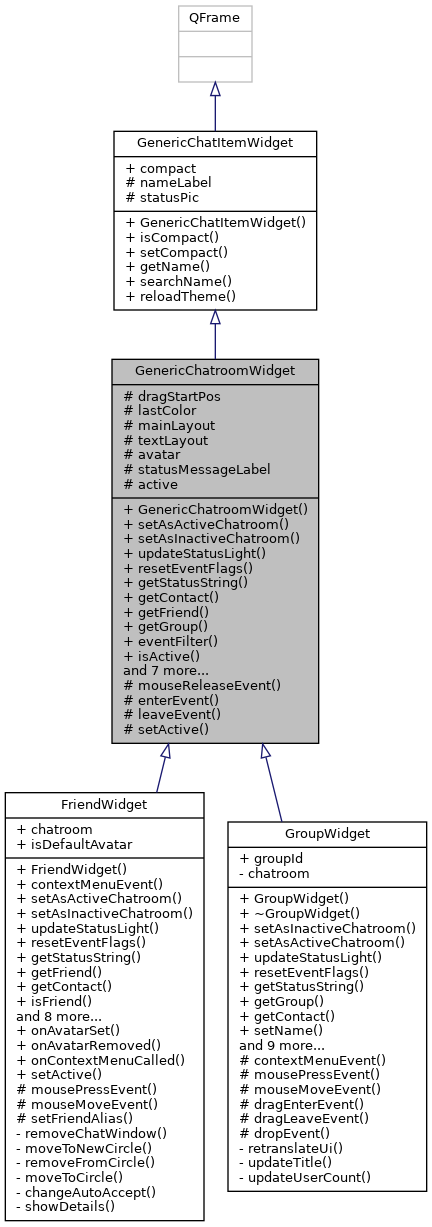 QFrame
GenericChatItemWidget
+ compact
# nameLabel
# statusPic
+ GenericChatItemWidget()
+ isCompact()
+ setCompact()
+ getName()
+ searchName()
+ reloadTheme()
GenericChatroomWidget
# dragStartPos
# lastColor
# mainLayout
# textLayout
# avatar
# statusMessageLabel
# active
+ GenericChatroomWidget()
+ setAsActiveChatroom()
+ setAsInactiveChatroom()
+ updateStatusLight()
+ resetEventFlags()
+ getStatusString()
+ getContact()
+ getFriend()
+ getGroup()
+ eventFilter()
+ isActive()
and 7 more...
# mouseReleaseEvent()
# enterEvent()
# leaveEvent()
# setActive()
FriendWidget
+ chatroom
+ isDefaultAvatar
+ FriendWidget()
+ contextMenuEvent()
+ setAsActiveChatroom()
+ setAsInactiveChatroom()
+ updateStatusLight()
+ resetEventFlags()
+ getStatusString()
+ getFriend()
+ getContact()
+ isFriend()
and 8 more...
+ onAvatarSet()
+ onAvatarRemoved()
+ onContextMenuCalled()
+ setActive()
# mousePressEvent()
# mouseMoveEvent()
# setFriendAlias()
- removeChatWindow()
- moveToNewCircle()
- removeFromCircle()
- moveToCircle()
- changeAutoAccept()
- showDetails()
GroupWidget
+ groupId
- chatroom
+ GroupWidget()
+ ~GroupWidget()
+ setAsInactiveChatroom()
+ setAsActiveChatroom()
+ updateStatusLight()
+ resetEventFlags()
+ getStatusString()
+ getGroup()
+ getContact()
+ setName()
and 9 more...
# contextMenuEvent()
# mousePressEvent()
# mouseMoveEvent()
# dragEnterEvent()
# dragLeaveEvent()
# dropEvent()
- retranslateUi()
- updateTitle()
- updateUserCount()